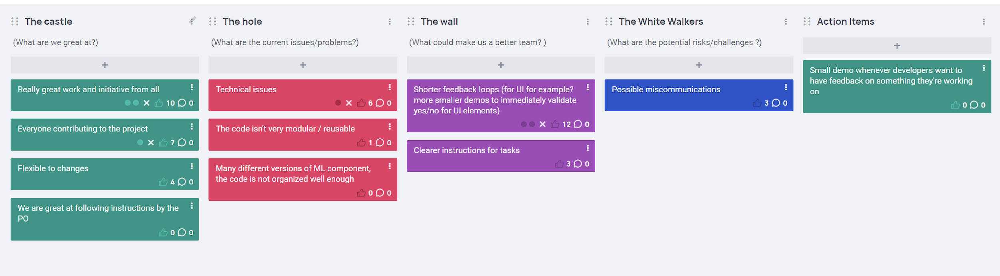 The castle
(What are we great at?)
+
Really great work and initiative from all
10 0
Everyone contributing to the project
7 0
Flexible to changes
4 0
We are great at following instructions by the
PO
0 0
The hole
(What are the current issues/problems?)
+
Technical issues
6 0
The code isn't very modular / reusable
1 0
Many different versions of ML component,
the code is not organized well enough
0 0
The wall
(What could make us a better team? )
+
Shorter feedback loops (for UI for example?
more smaller demos to immediately validate
yes/no for UI elements)
12 0
Clearer instructions for tasks
3 0
The White Walkers
(What are the potential risks/challenges ?)
+
Possible miscommunications
3 0
Action Items
+
Small demo whenever developers want to
have feedback on something they're working
on
0 0